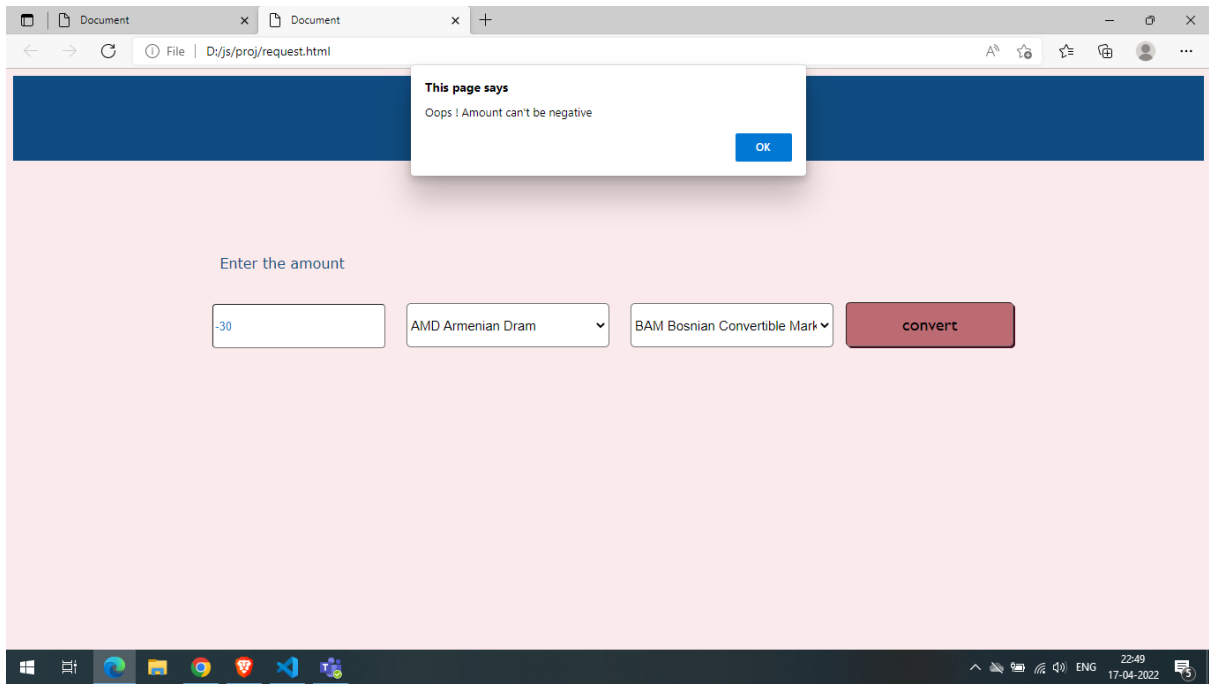 Document
Document
File
D:/js/proj/request.html
This page says
Oops ! Amount can't be negative
OK
Enter the amount
-30
AMD Armenian Dram
BAM Bosnian Convertible Mark
convert
ENG
22:49
17-04-2022
5